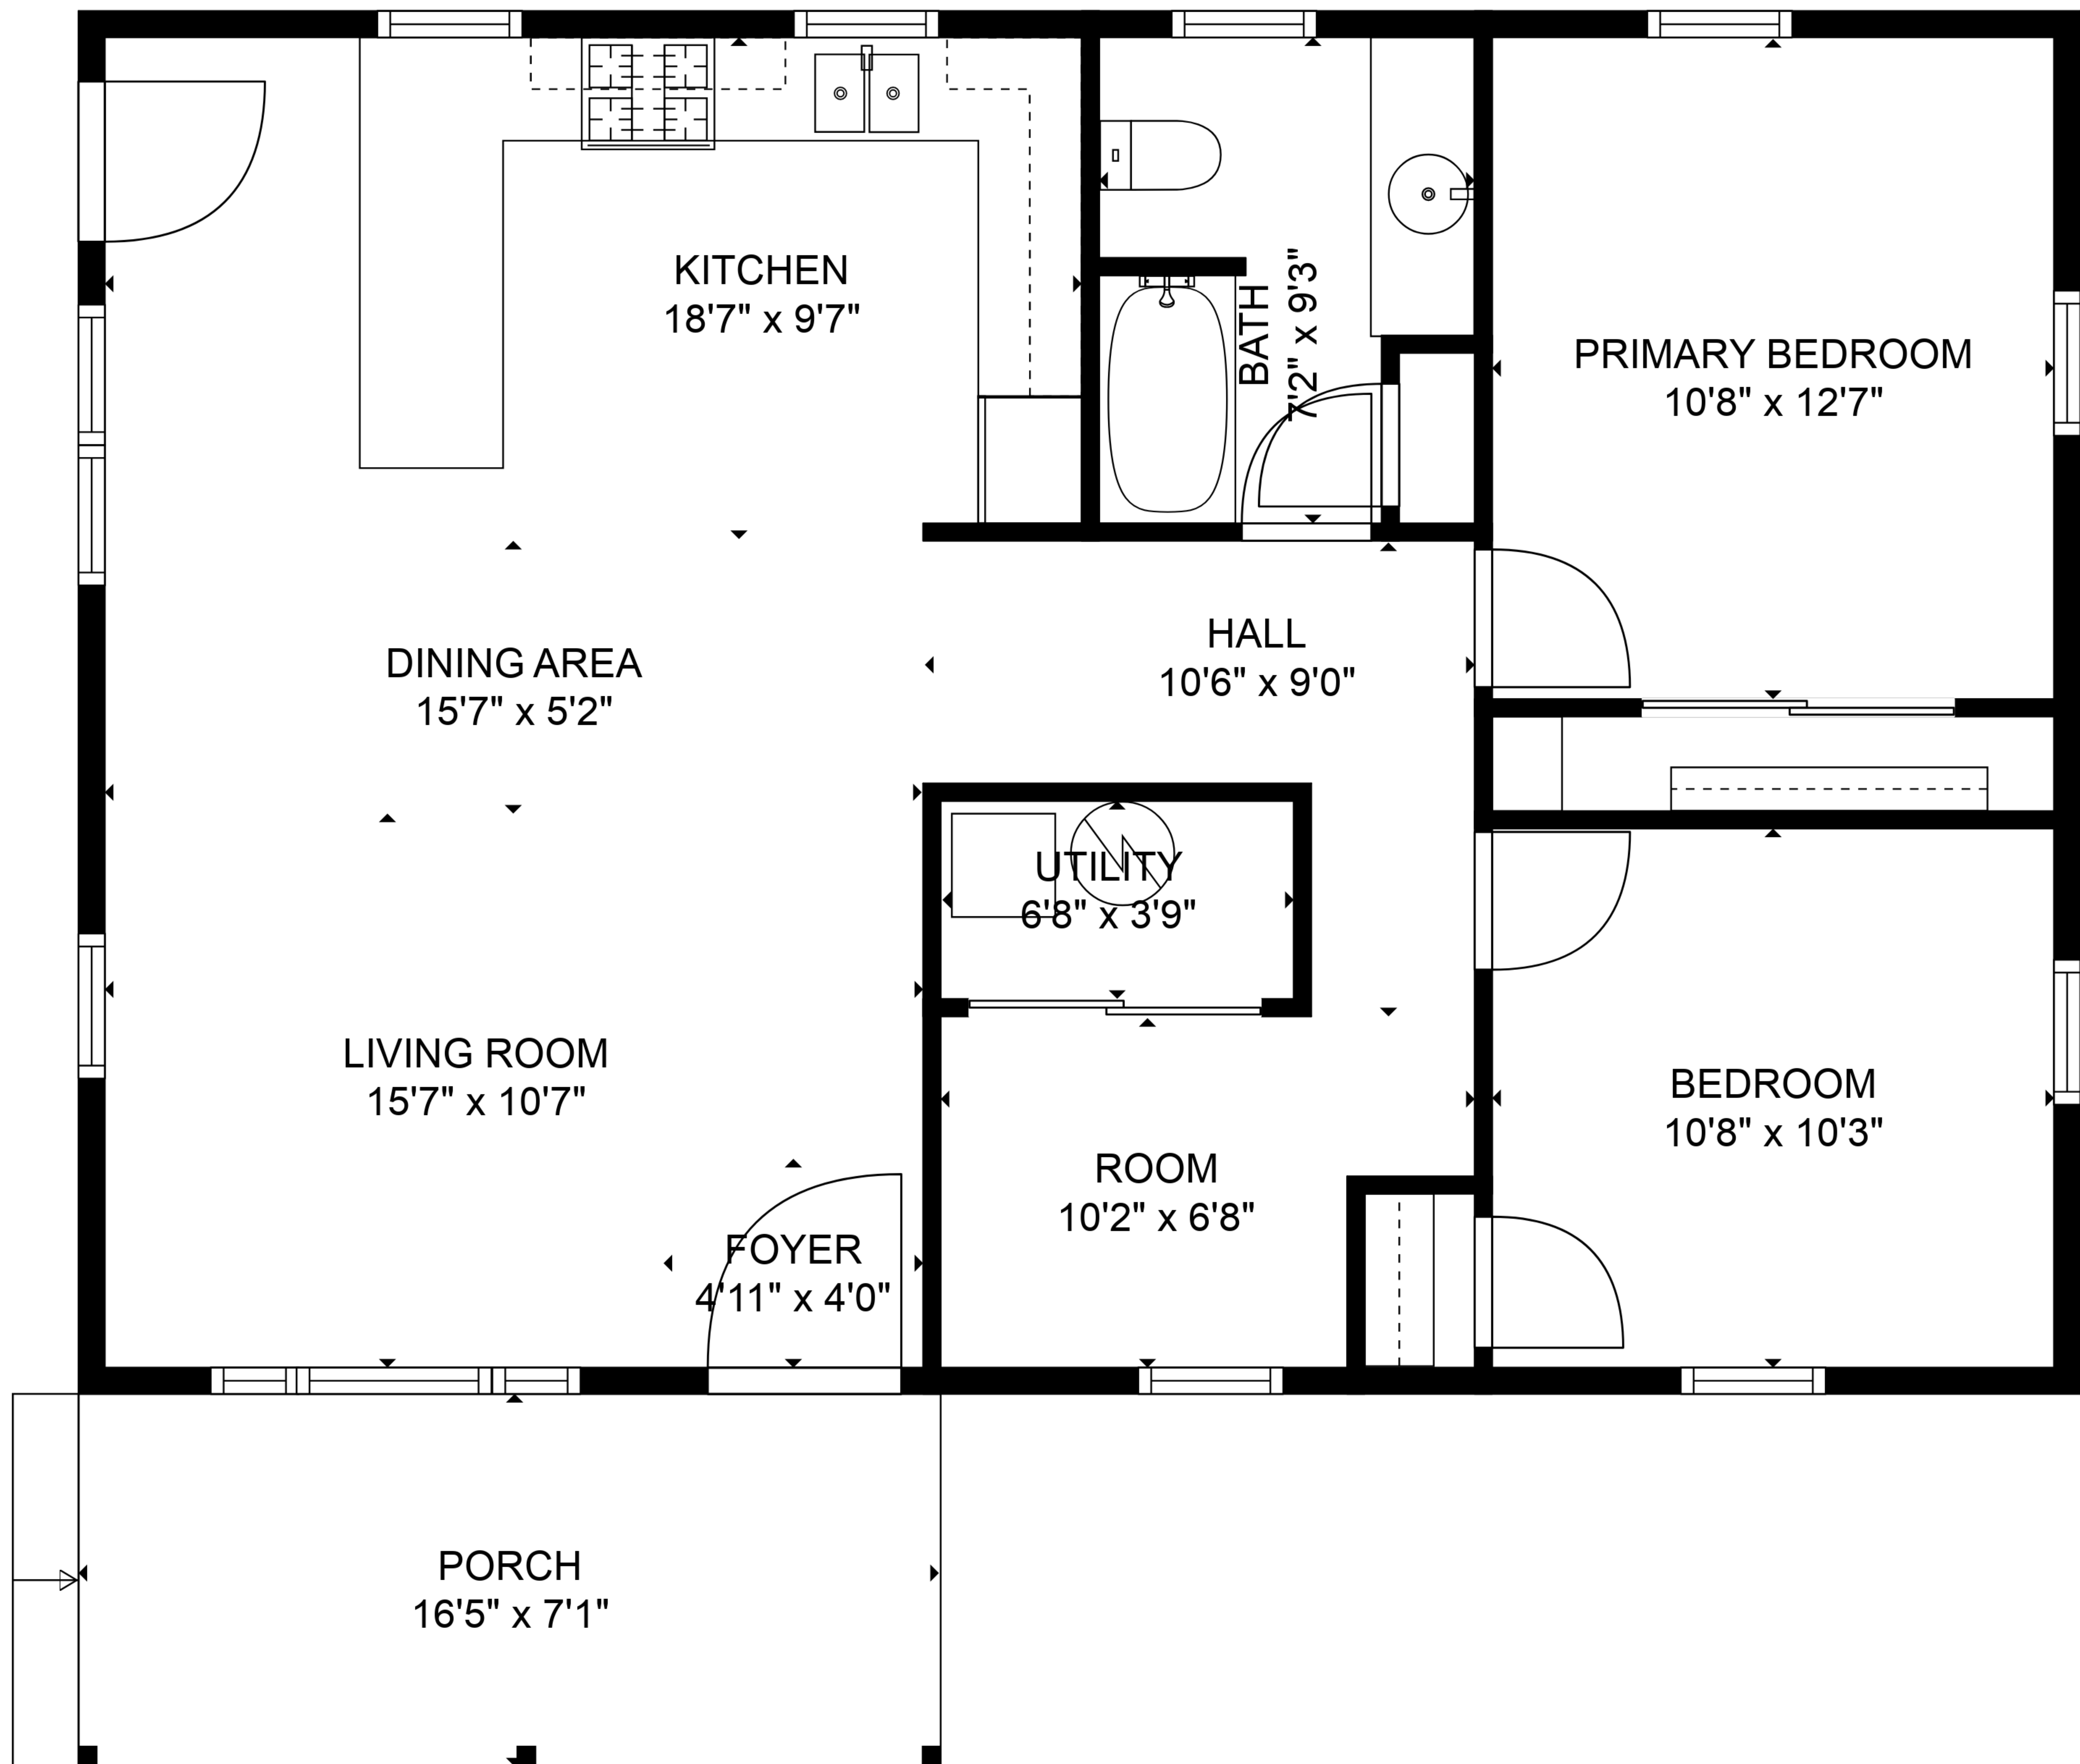 KITCHEN
18'7" x 9'7"
BATH
7'2" x 9'3"
PRIMARY BEDROOM
10'8" x 12'7"
DINING AREA
15'7" x 5'2"
HALL
10'6" x 9'0"
UTILITY
6'8" x 3'9"
LIVING ROOM
15'7" x 10'7"
BEDROOM
10'8" x 10'3"
ROOM
10'2" x 6'8"
FOYER
4'11" x 4'0"
PORCH
16'5" x 7'1"